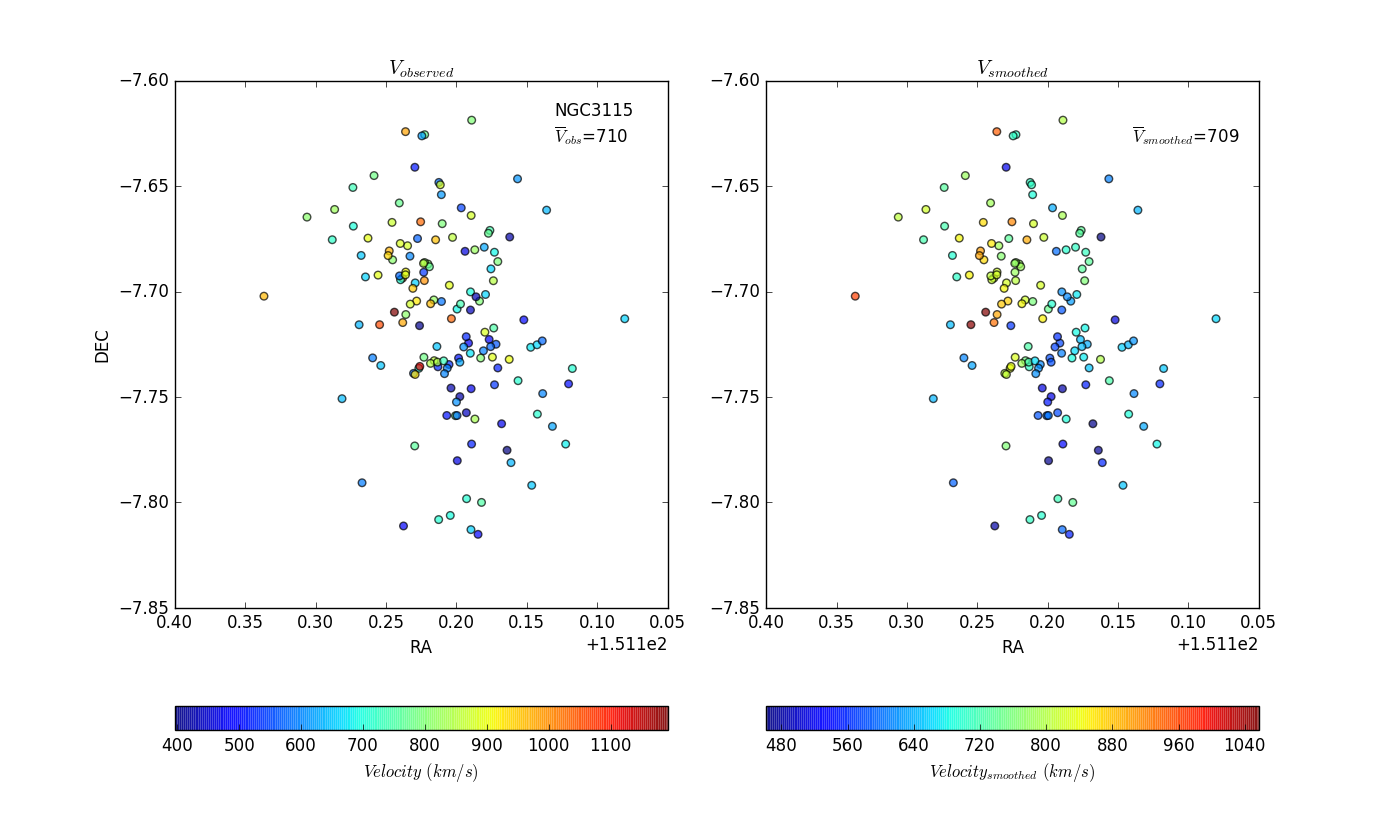 V_observed
V_smoothed
NGC3115
V̅_obs=710
V̅_smoothed=709
−7.60
−7.65
−7.70
−7.75
−7.80
−7.85
DEC
0.40 0.35 0.30 0.25 0.20 0.15 0.10 0.05
+1.511e2
RA
−7.60
−7.65
−7.70
−7.75
−7.80
−7.85
0.40 0.35 0.30 0.25 0.20 0.15 0.10 0.05
+1.511e2
RA
400 500 600 700 800 900 1000 1100
Velocity (km/s)
480 560 640 720 800 880 960 1040
Velocity_smoothed (km/s)